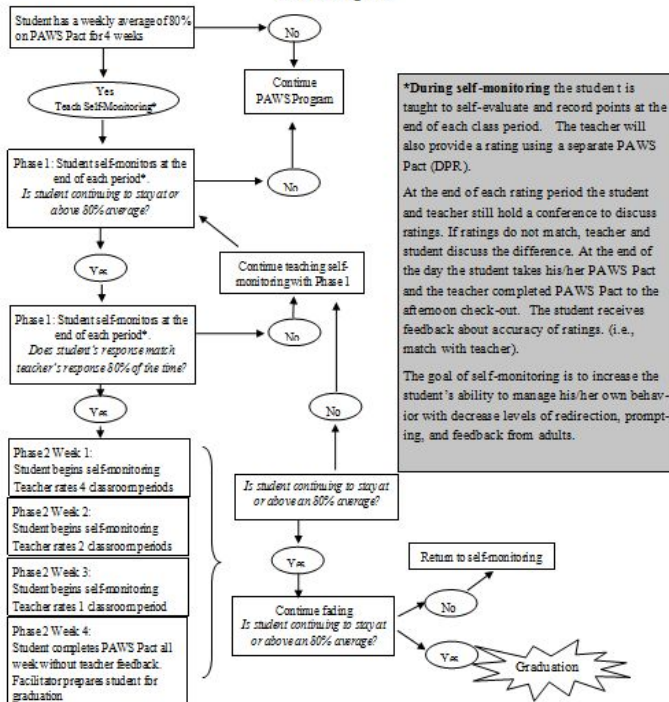 Student has a weekly average of 80%
on PAWS Pact for 4 weeks
No
Yes
Teach Self-Monitoring*
Continue
PAWS Program
Phase 1: Student self-monitors at the
end of each period*.
Is student continuing to stay at or
above 80% average?
No
Yes
Continue teaching self-
monitoring with Phase 1
Phase 1: Student self-monitors at the
end of each period*.
Does student's response match
teacher's response 80% of the time?
No
Yes
No
Phase 2 Week 1:
Student begins self-monitoring
Teacher rates 4 classroom periods
Phase 2 Week 2:
Student begins self-monitoring
Teacher rates 2 classroom periods
Phase 2 Week 3:
Student begins self-monitoring
Teacher rates 1 classroom period
Phase 2 Week 4:
Student completes PAWS Pact all
week without teacher feedback.
Facilitator prepares student for
graduation
Is student continuing to stay at
or above an 80% average?
Yes
Continue fading
Is student continuing to stay at
or above an 80% average?
Return to self-monitoring
No
Yes
Graduation
*During self-monitoring the student is
taught to self-evaluate and record points at the
end of each class period. The teacher will
also provide a rating using a separate PAWS
Pact (DPR).
At the end of each rating period the student
and teacher still hold a conference to discuss
ratings. If ratings do not match, teacher and
student discuss the difference. At the end of
the day the student takes his/her PAWS Pact
and the teacher completed PAWS Pact to the
afternoon check-out. The student receives
feedback about accuracy of ratings. (i.e.,
match with teacher).
The goal of self-monitoring is to increase the
student's ability to manage his/her own behav-
ior with decrease levels of redirection, prompt-
ing, and feedback from adults.